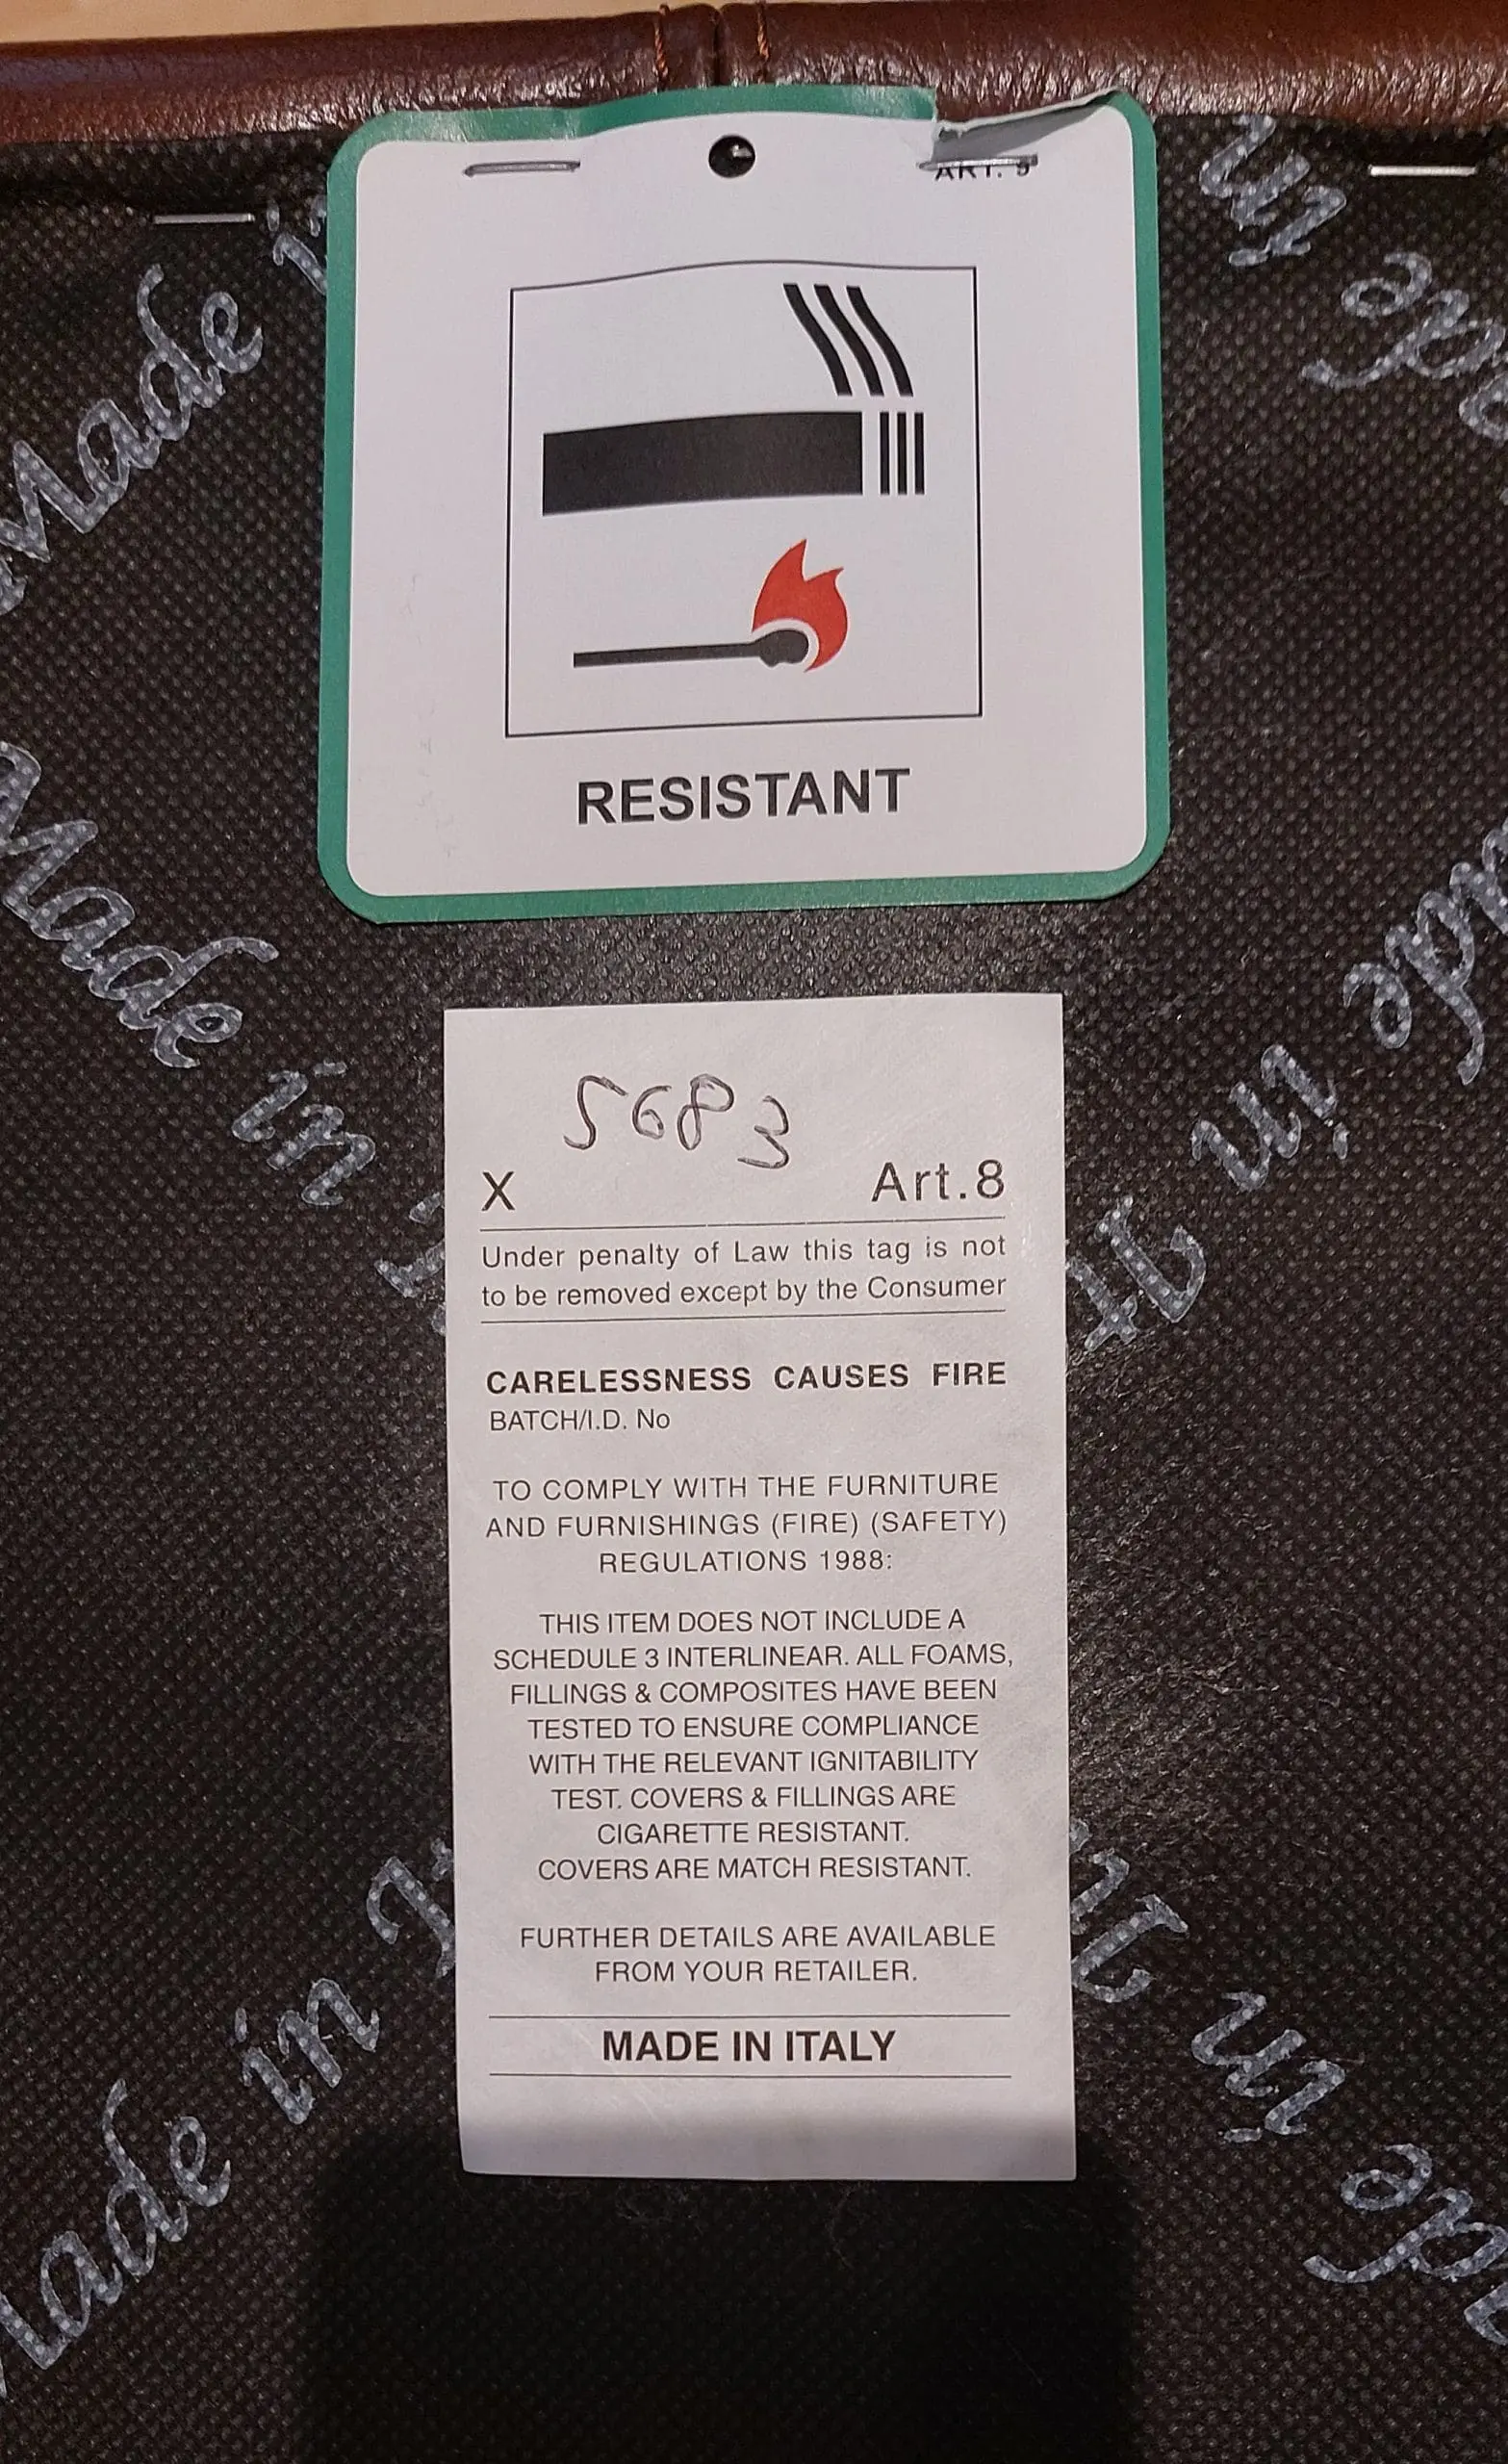 ART. 9
RESISTANT
5683
X Art.8
Under penalty of Law this tag is not
to be removed except by the Consumer
CARELESSNESS CAUSES FIRE
BATCH/I.D. No
TO COMPLY WITH THE FURNITURE
AND FURNISHINGS (FIRE) (SAFETY)
REGULATIONS 1988:
THIS ITEM DOES NOT INCLUDE A
SCHEDULE 3 INTERLINEAR. ALL FOAMS,
FILLINGS & COMPOSITES HAVE BEEN
TESTED TO ENSURE COMPLIANCE
WITH THE RELEVANT IGNITABILITY
TEST. COVERS & FILLINGS ARE
CIGARETTE RESISTANT.
COVERS ARE MATCH RESISTANT.
FURTHER DETAILS ARE AVAILABLE
FROM YOUR RETAILER.
MADE IN ITALY
Made in
Made in
Made in